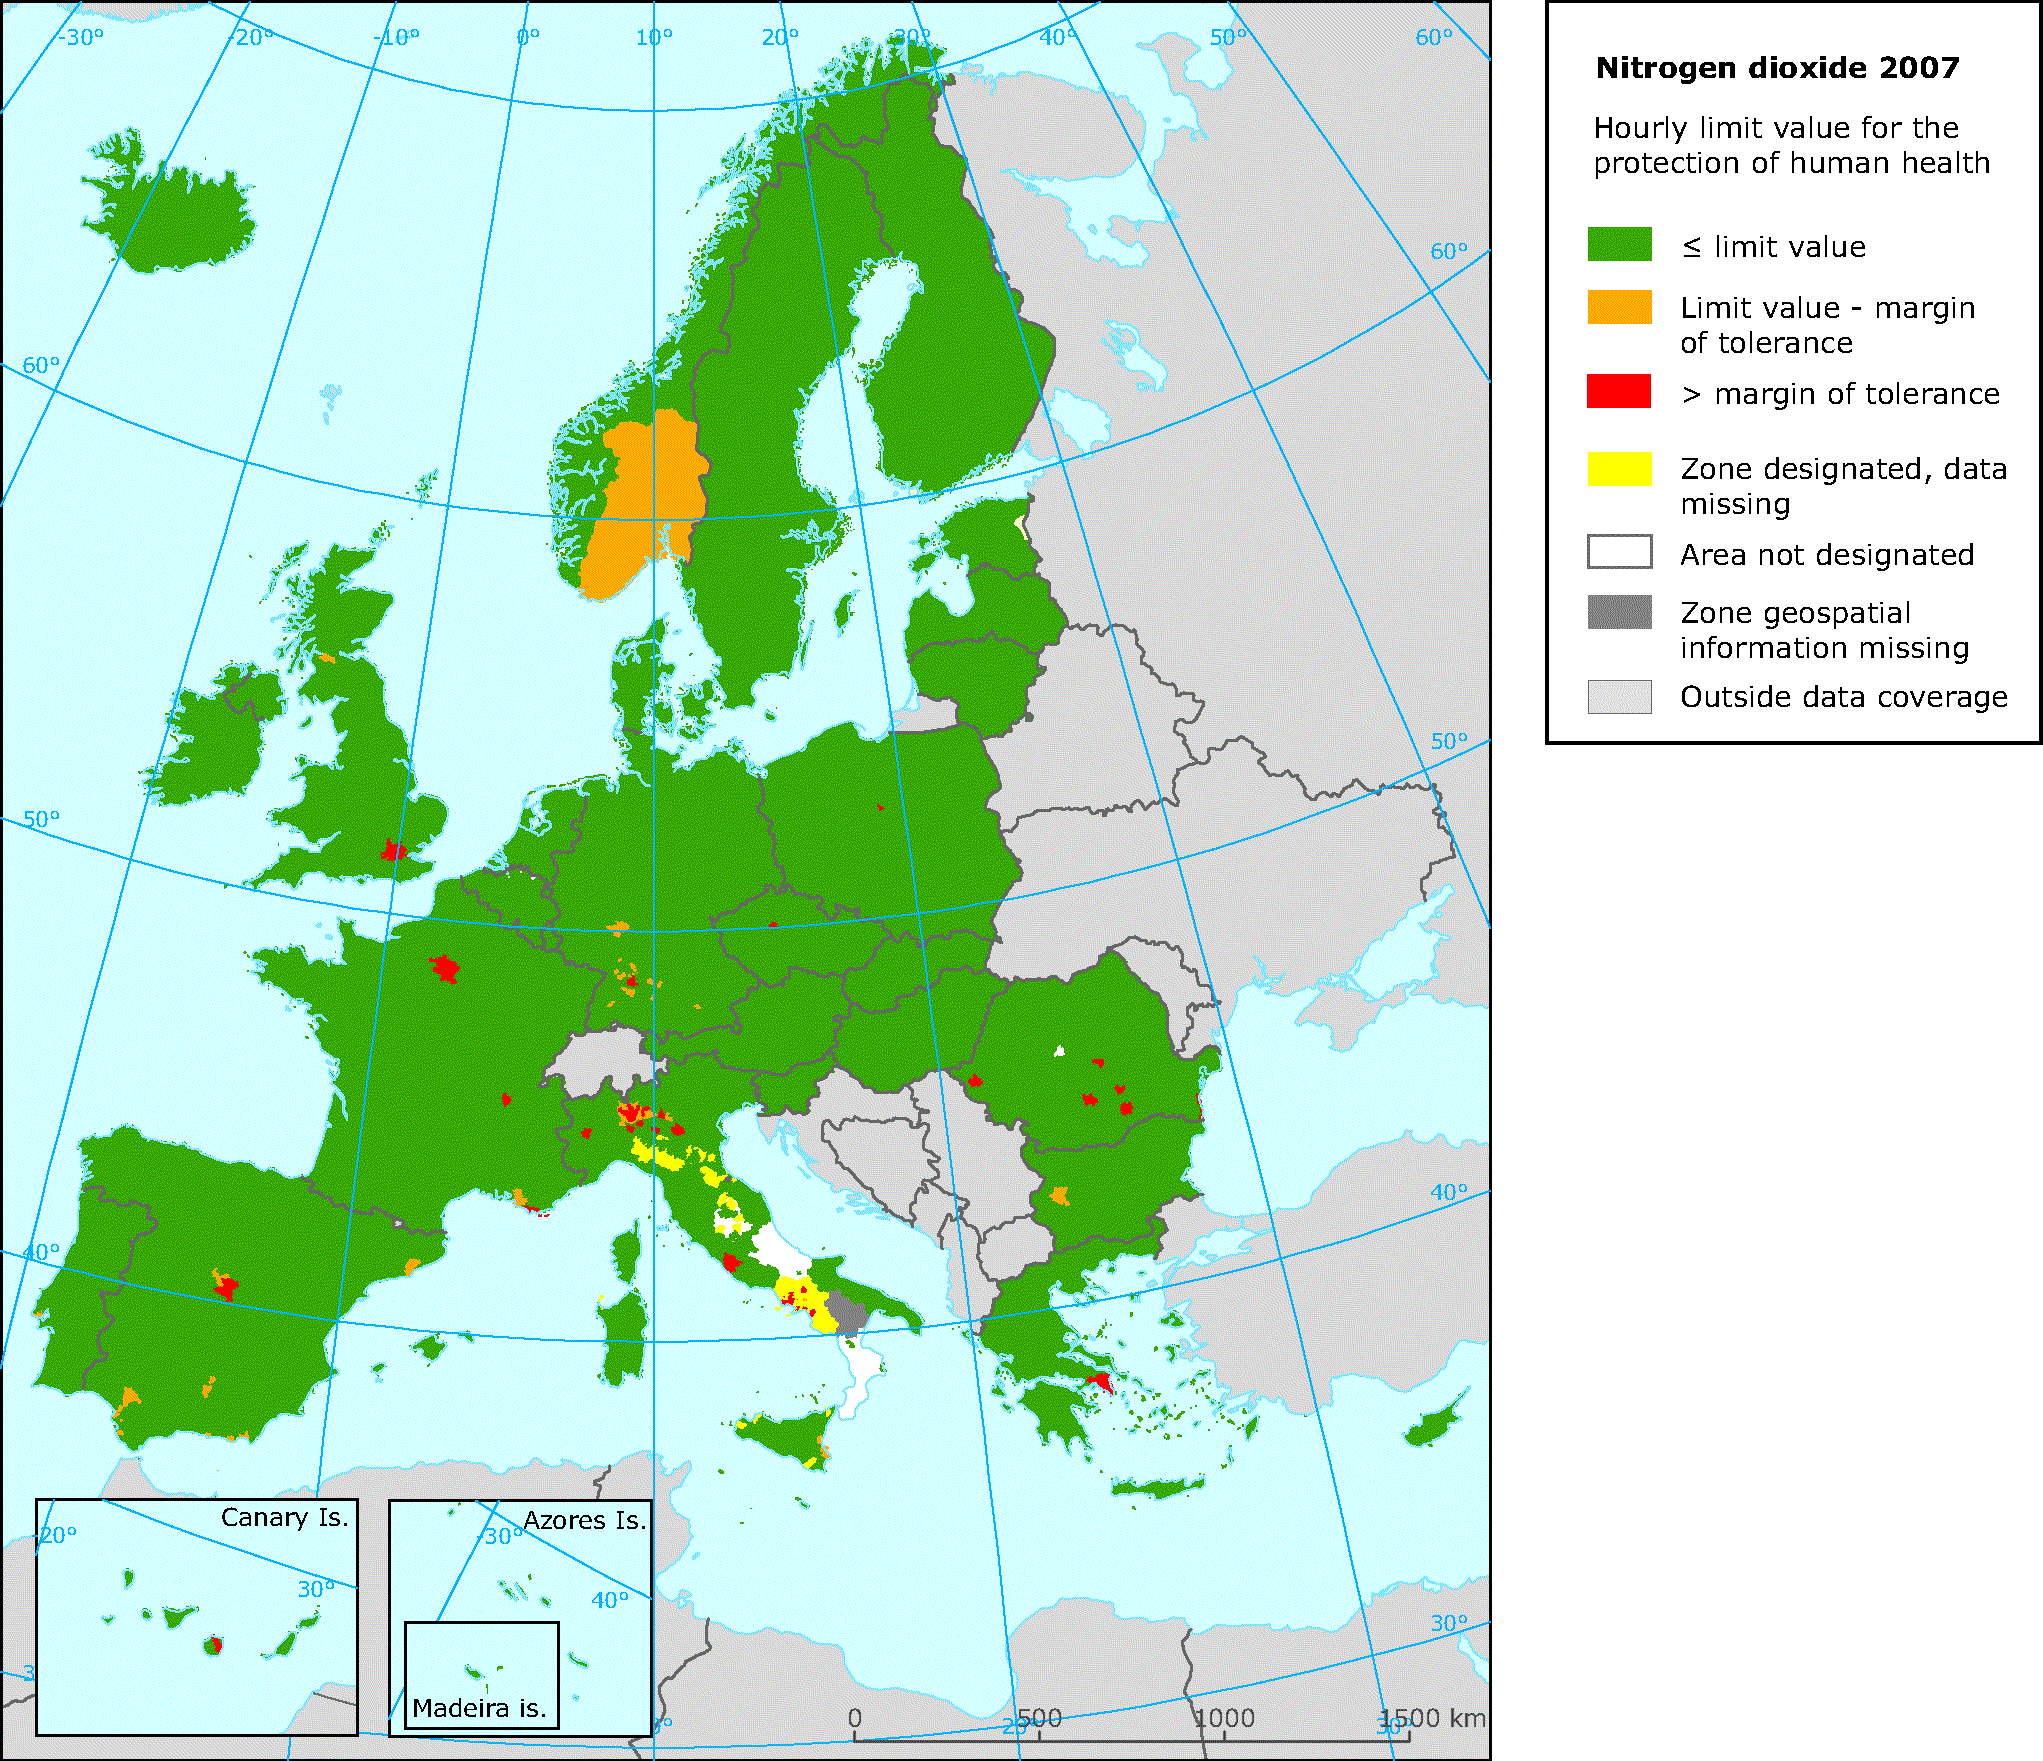 -30°
-20°
-10°
0°
10°
20°
30°
40°
50°
60°
60°
60°
50°
50°
40°
40°
30°
Canary Is.
20°
30°
Azores Is.
-30°
40°
Madeira is.
0 500 1000 1500 km
20°
30°
Nitrogen dioxide 2007
Hourly limit value for the
protection of human health
≤ limit value
Limit value - margin
of tolerance
> margin of tolerance
Zone designated, data
missing
Area not designated
Zone geospatial
information missing
Outside data coverage